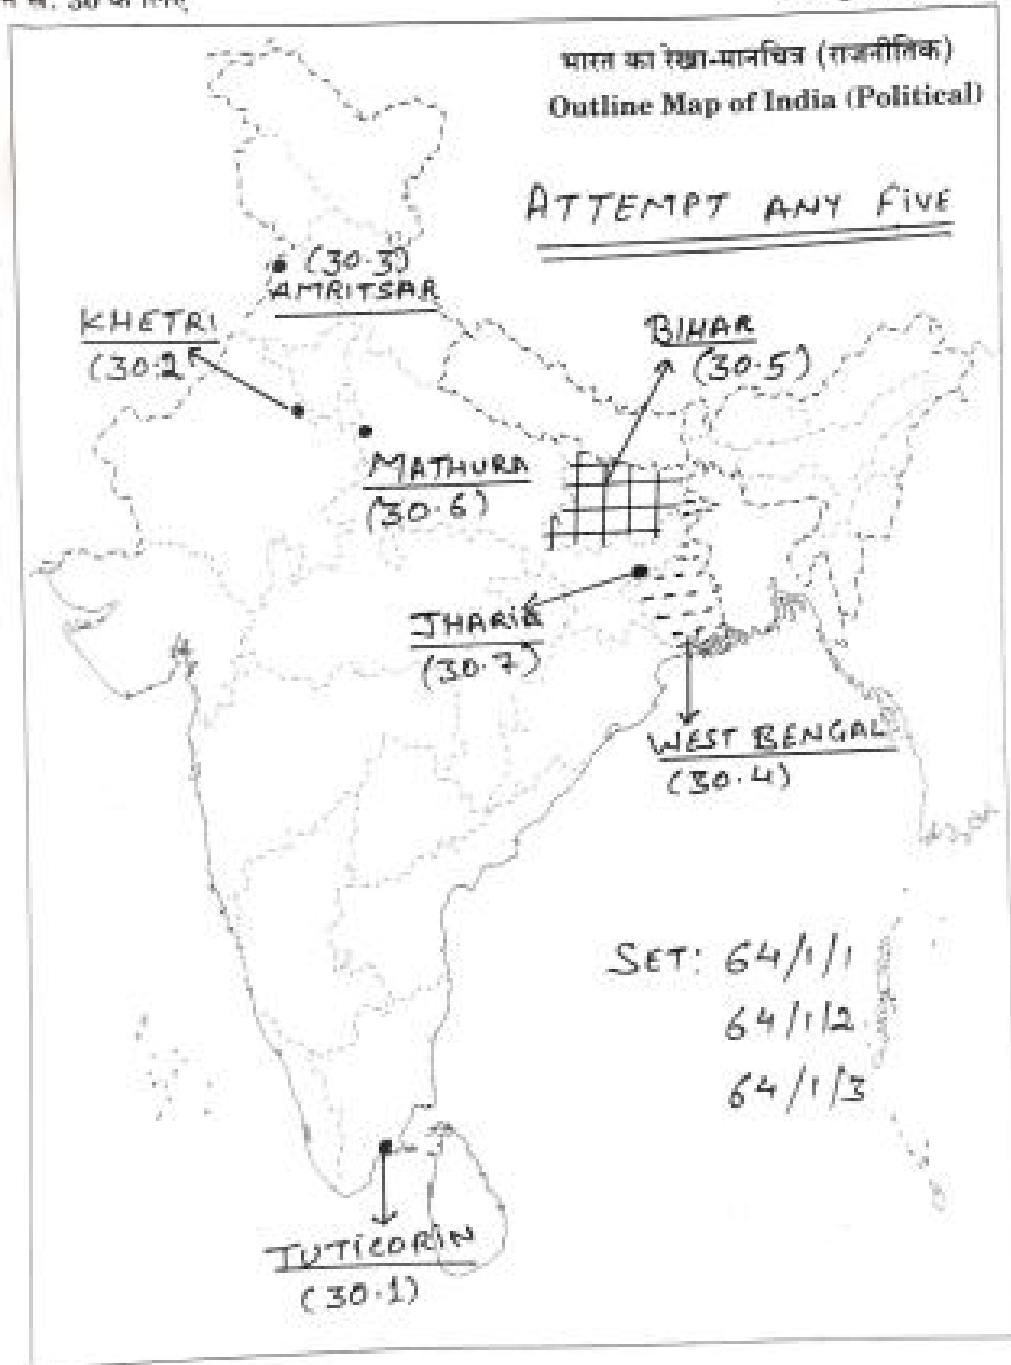 सं. 30 के लिए
भारत का रेखा-मानचित्र (राजनीतिक)
Outline Map of India (Political)
ATTEMPT ANY FiVE
(30.3)
AMRITSAR
KHETRI
(30.2
BIHAR
(30.5)
MATHURA
(30.6)
JHARIA
(30.7)
WEST BENGAL
(30.4)
SET: 64/1/1
64/1/2
64/1/3
TUTiCORiN
(30.1)